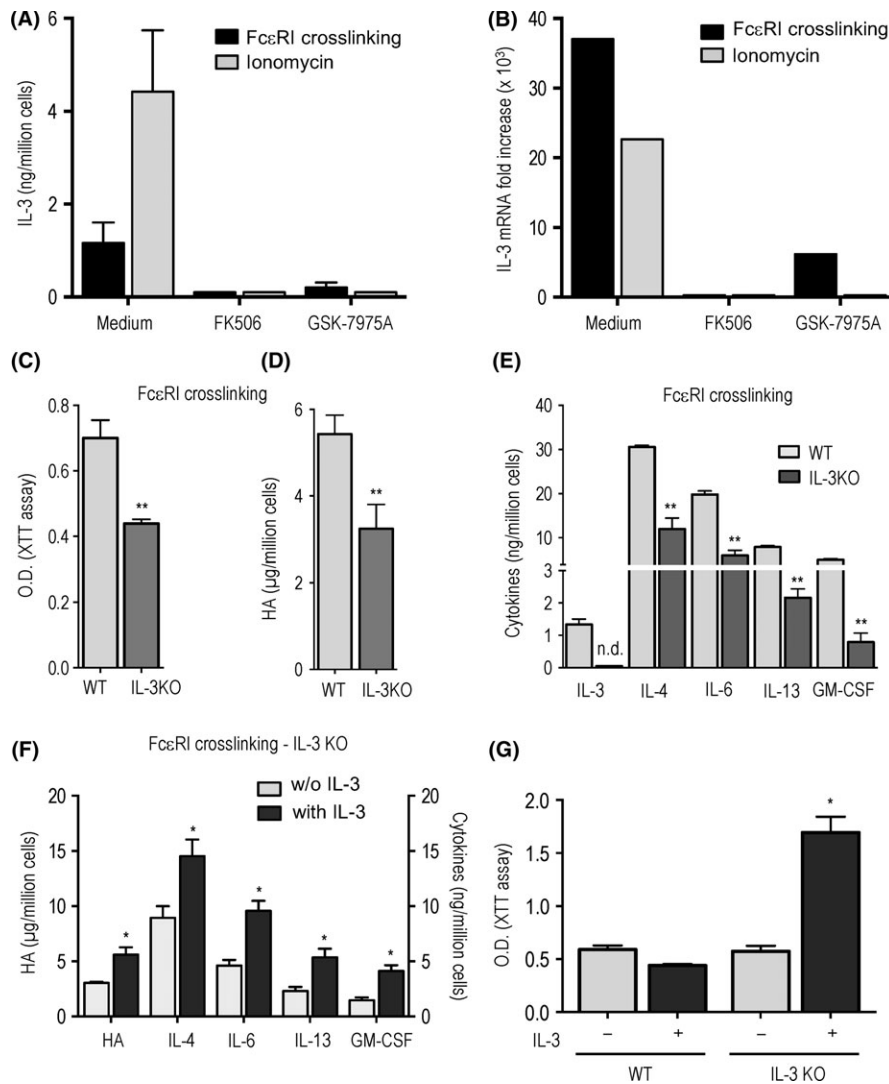 (A)
FcεRI crosslinking
Ionomycin
IL-3 (ng/million cells)
6
4
2
0
Medium FK506 GSK-7975A
(B)
FcεRI crosslinking
Ionomycin
IL-3 mRNA fold increase (x 10³)
40
30
20
10
0
Medium FK506 GSK-7975A
(C)
FcεRI crosslinking
O.D. (XTT assay)
0.8
0.6
0.4
0.2
0.0
**
WT IL-3KO
(D)
HA (µg/million cells)
6
4
2
0
**
WT IL-3KO
(E)
FcεRI crosslinking
WT
IL-3KO
Cytokines (ng/million cells)
40
30
20
10
3
2
1
0
n.d.
**
**
**
**
IL-3 IL-4 IL-6 IL-13 GM-CSF
(F)
FcεRI crosslinking - IL-3 KO
w/o IL-3
with IL-3
HA (µg/million cells)
20
15
10
5
0
*
*
*
*
*
HA IL-4 IL-6 IL-13 GM-CSF
20
15
10
5
0
Cytokines (ng/million cells)
(G)
O.D. (XTT assay)
2.0
1.5
1.0
0.5
0.0
*
IL-3 – + – +
WT IL-3 KO